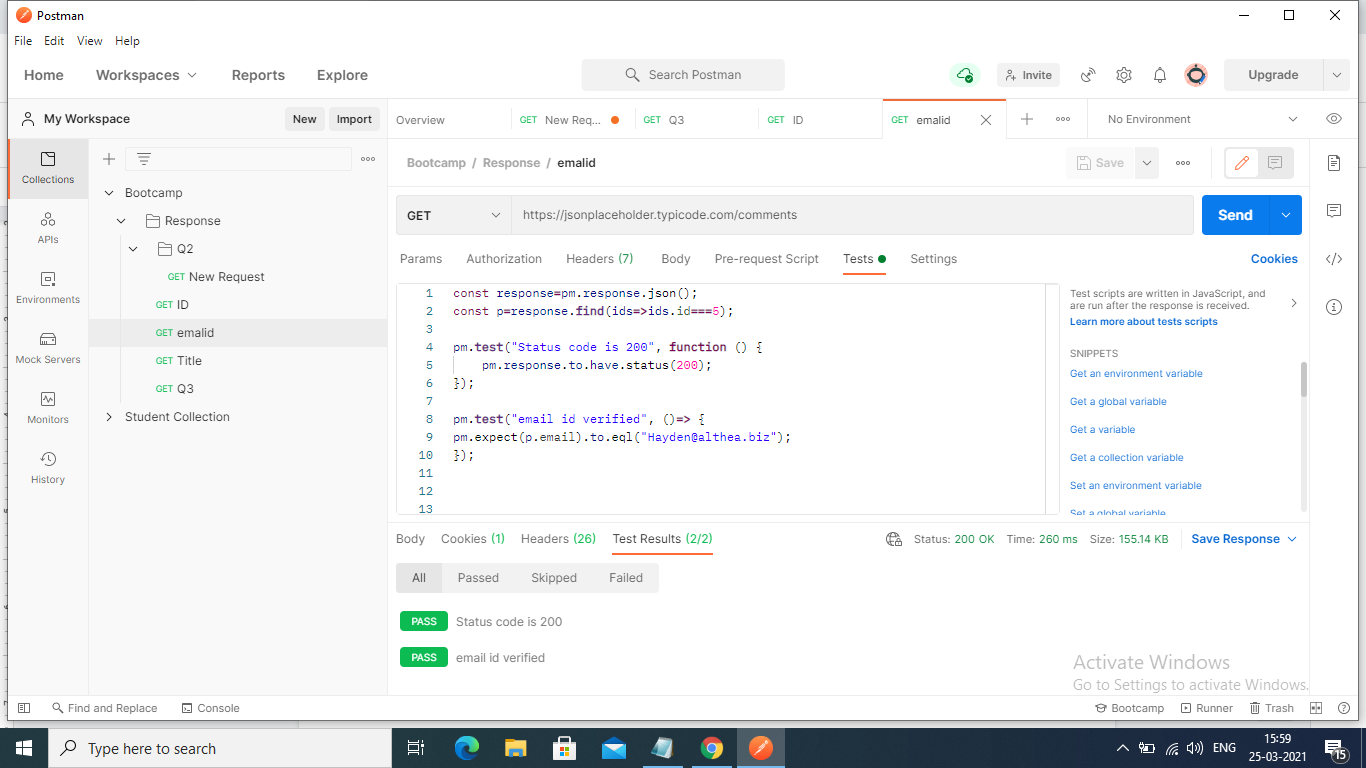 Postman
File Edit View Help
Home Workspaces Reports Explore Search Postman Invite Upgrade
My Workspace New Import
Overview GET New Req... GET Q3 GET ID GET emalid No Environment
Collections
APIs
Environments
Mock Servers
Monitors
History
Bootcamp
Response
Q2
GET New Request
GET ID
GET emalid
GET Title
GET Q3
Student Collection
Bootcamp / Response / emalid Save
GET https://jsonplaceholder.typicode.com/comments Send
Params Authorization Headers (7) Body Pre-request Script Tests Settings Cookies
1 const response=pm.response.json();
2 const p=response.find(ids=>ids.id===5);
3
4 pm.test("Status code is 200", function () {
5 pm.response.to.have.status(200);
6 });
7
8 pm.test("email id verified", ()=> {
9 pm.expect(p.email).to.eql("Hayden@althea.biz");
10 });
11
12
13
Test scripts are written in JavaScript, and
are run after the response is received.
Learn more about tests scripts
SNIPPETS
Get an environment variable
Get a global variable
Get a variable
Get a collection variable
Set an environment variable
Set a global variable
Body Cookies (1) Headers (26) Test Results (2/2) Status: 200 OK Time: 260 ms Size: 155.14 KB Save Response
All Passed Skipped Failed
PASS Status code is 200
PASS email id verified
Activate Windows
Go to Settings to activate Windows.
Find and Replace Console Bootcamp Runner Trash
Type here to search ENG 15:59
25-03-2021 15